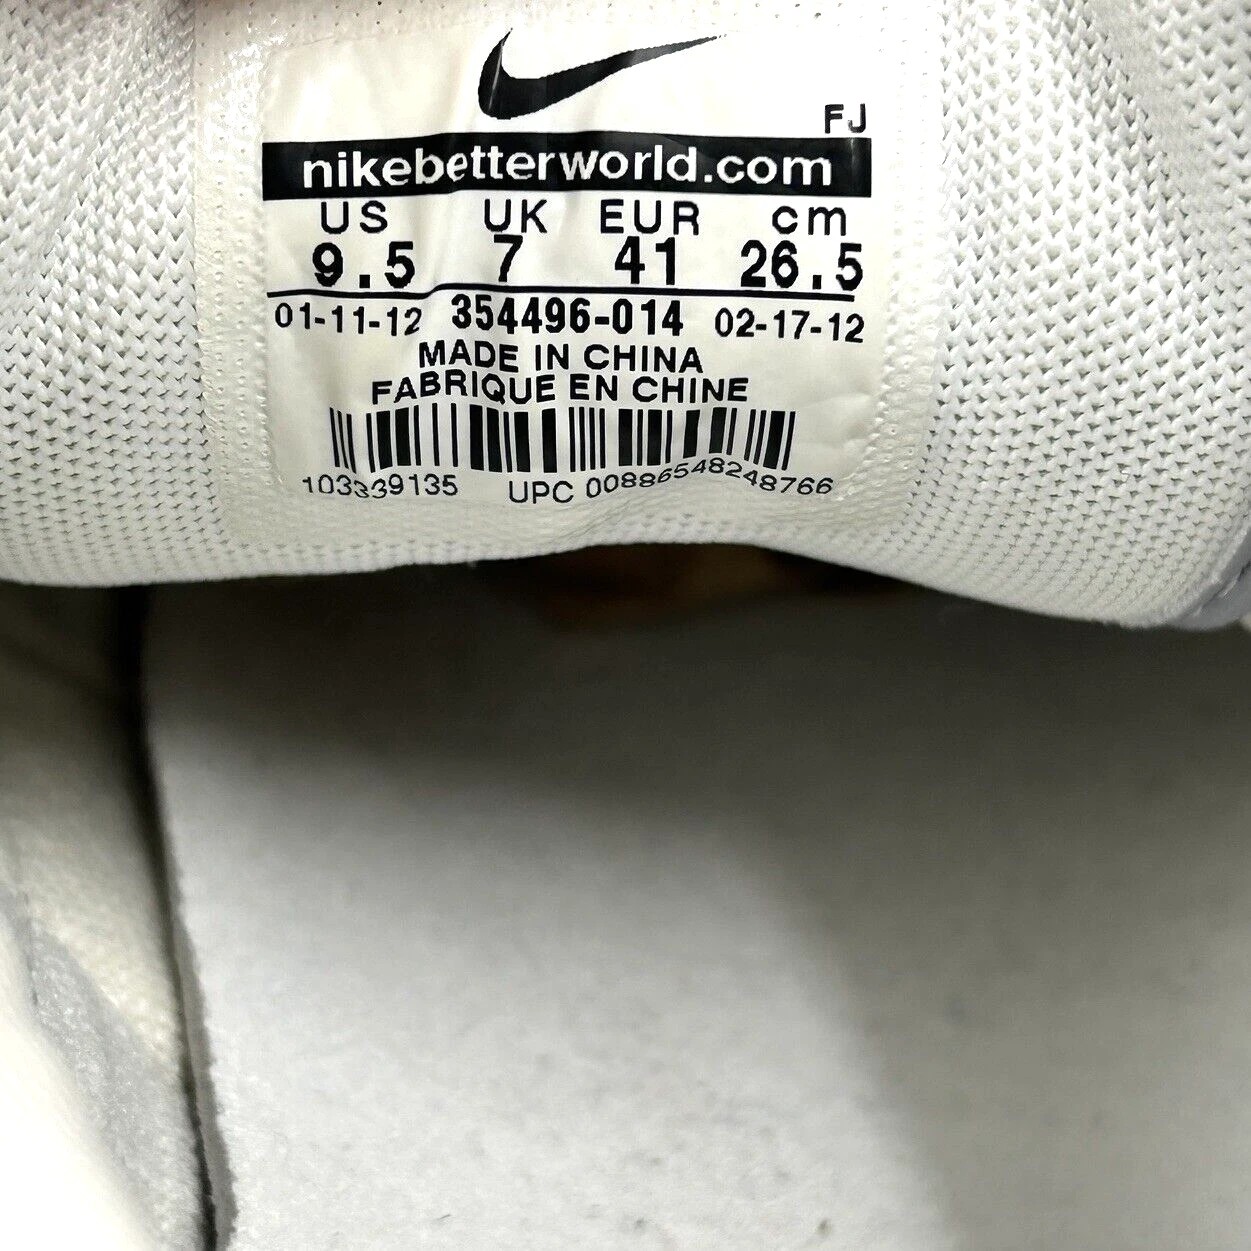 FJ
nikebetterworld.com
US UK EUR cm
9.5 7 41 26.5
01-11-12 354496-014 02-17-12
MADE IN CHINA
FABRIQUE EN CHINE
103339135 UPC 00886548248766